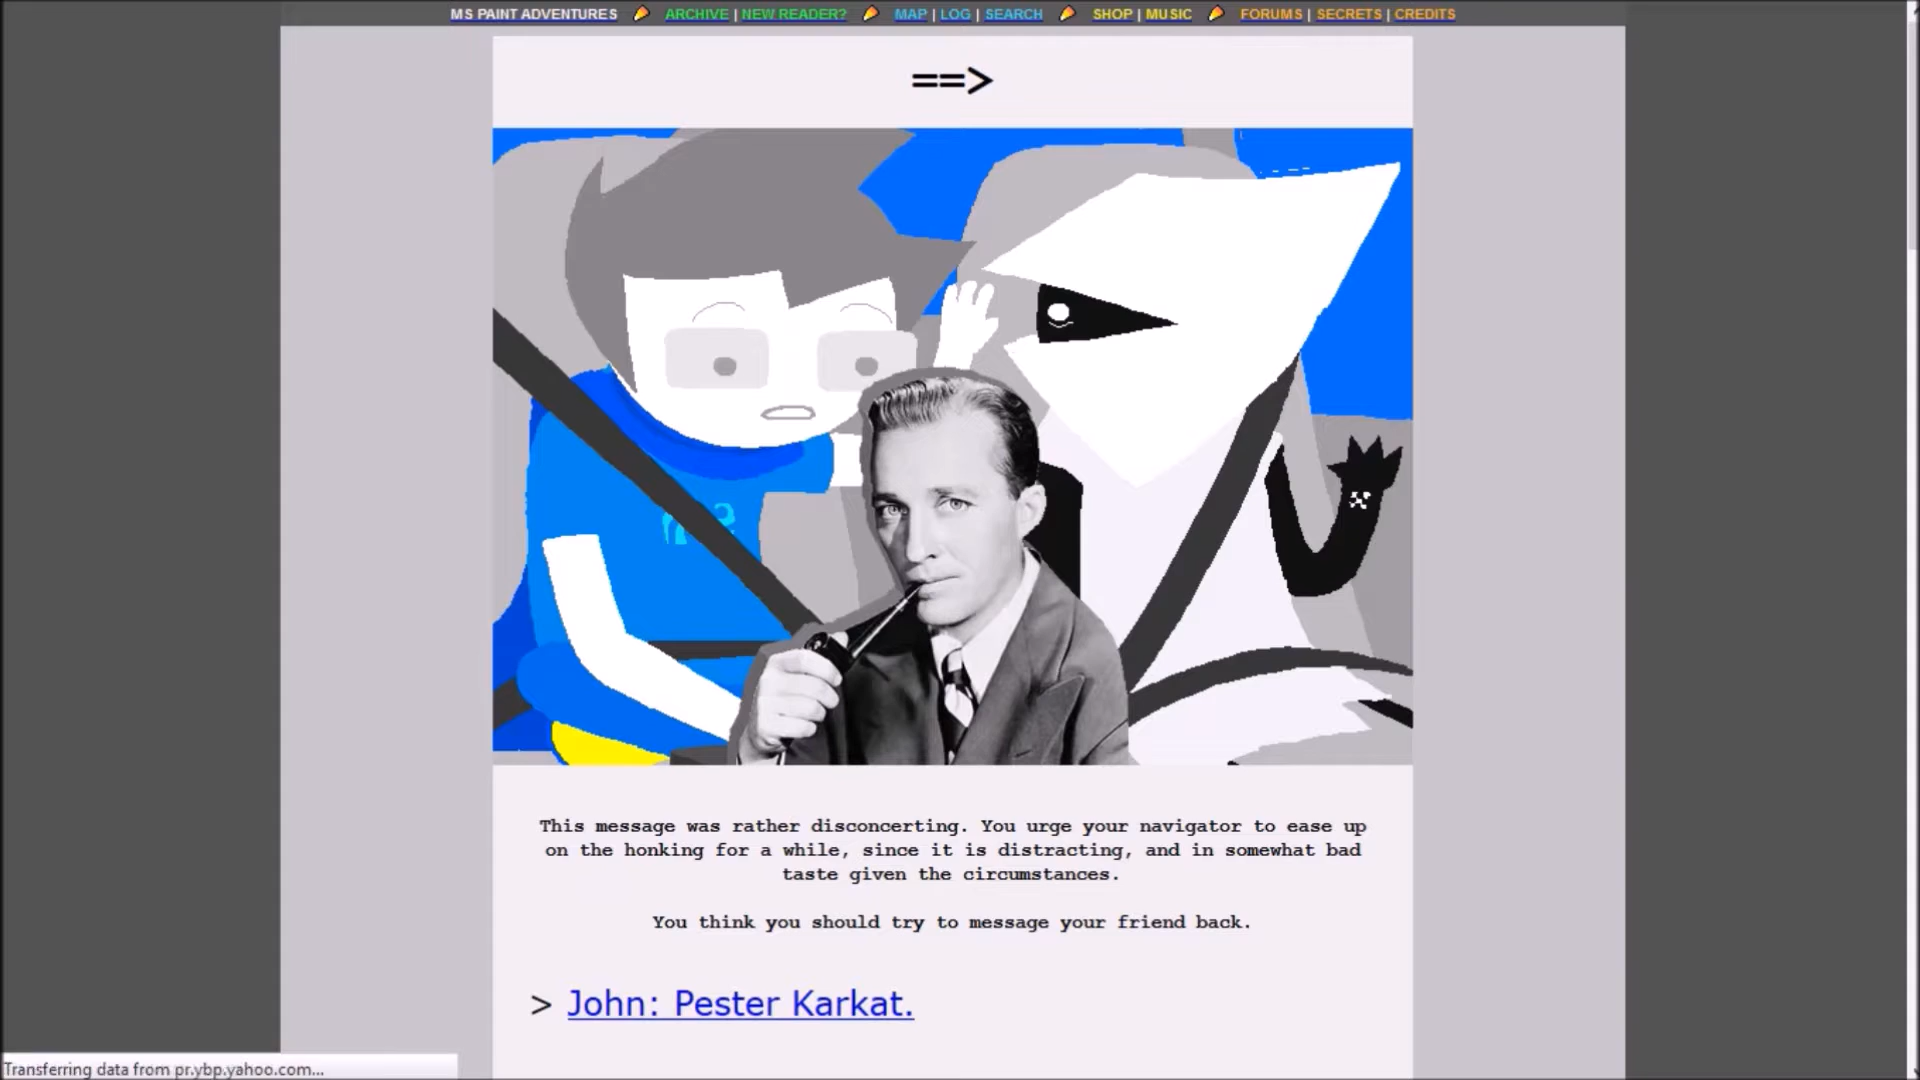 MS PAINT ADVENTURES ARCHIVE | NEW READER? MAP | LOG | SEARCH SHOP | MUSIC FORUMS | SECRETS | CREDITS
==>
This message was rather disconcerting. You urge your navigator to ease up
on the honking for a while, since it is distracting, and in somewhat bad
taste given the circumstances.
You think you should try to message your friend back.
> John: Pester Karkat.
Transferring data from pr.ybp.yahoo.com...